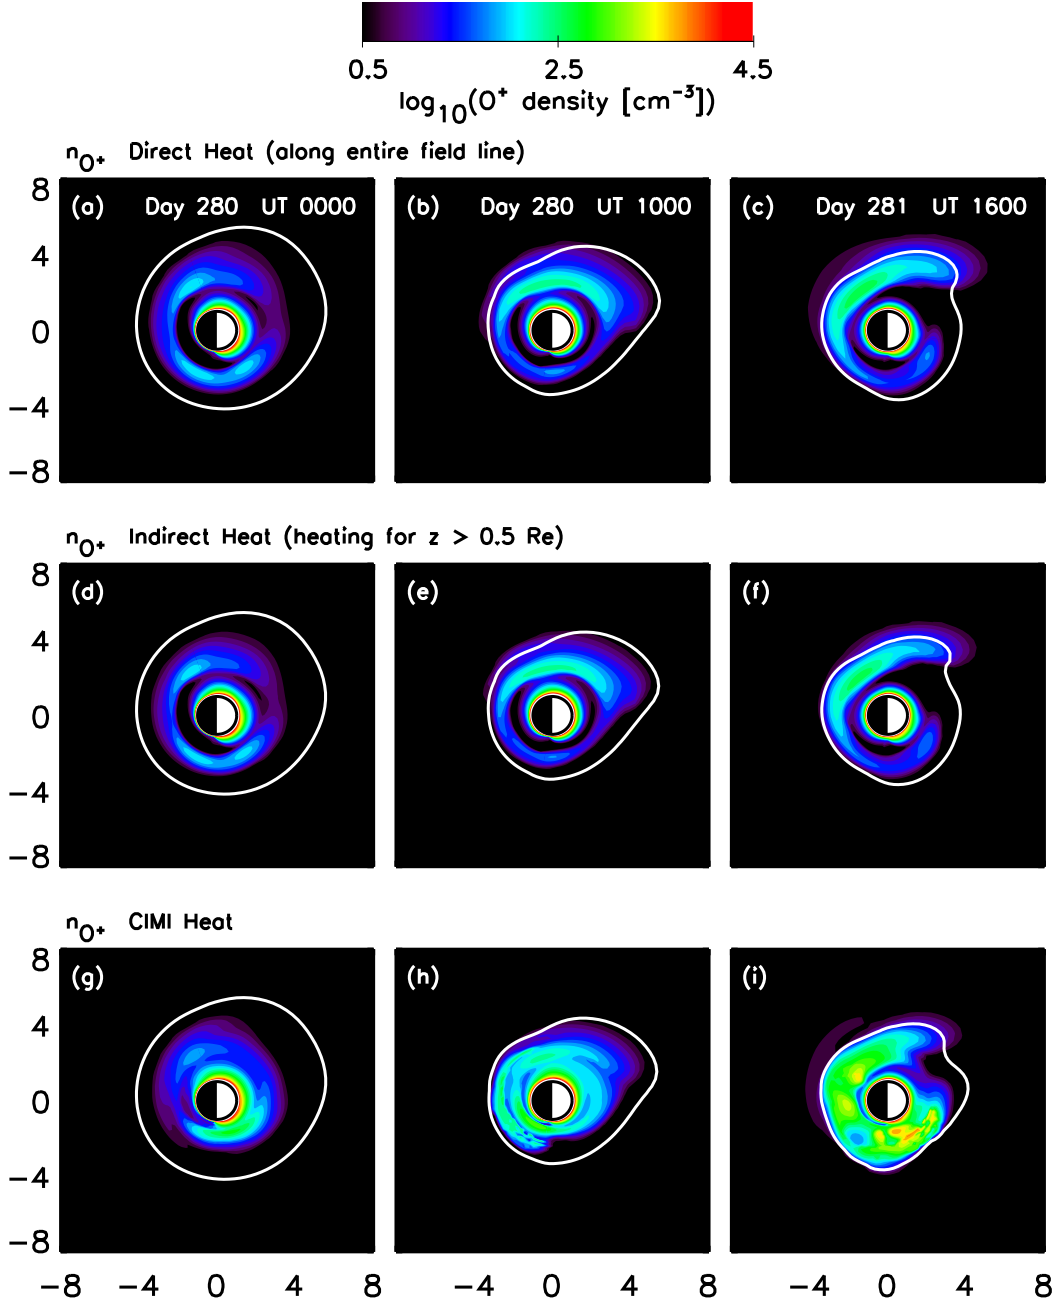 0.5 2.5 4.5
log10(O+ density [cm−3])
nO+ Direct Heat (along entire field line)
8
4
0
−4
−8
(a) Day 280 UT 0000
(b) Day 280 UT 1000
(c) Day 281 UT 1600
nO+ Indirect Heat (heating for z > 0.5 Re)
8
4
0
−4
−8
(d)
(e)
(f)
nO+ CIMI Heat
8
4
0
−4
−8
(g)
(h)
(i)
−8 −4 0 4 8 −4 0 4 8 −4 0 4 8